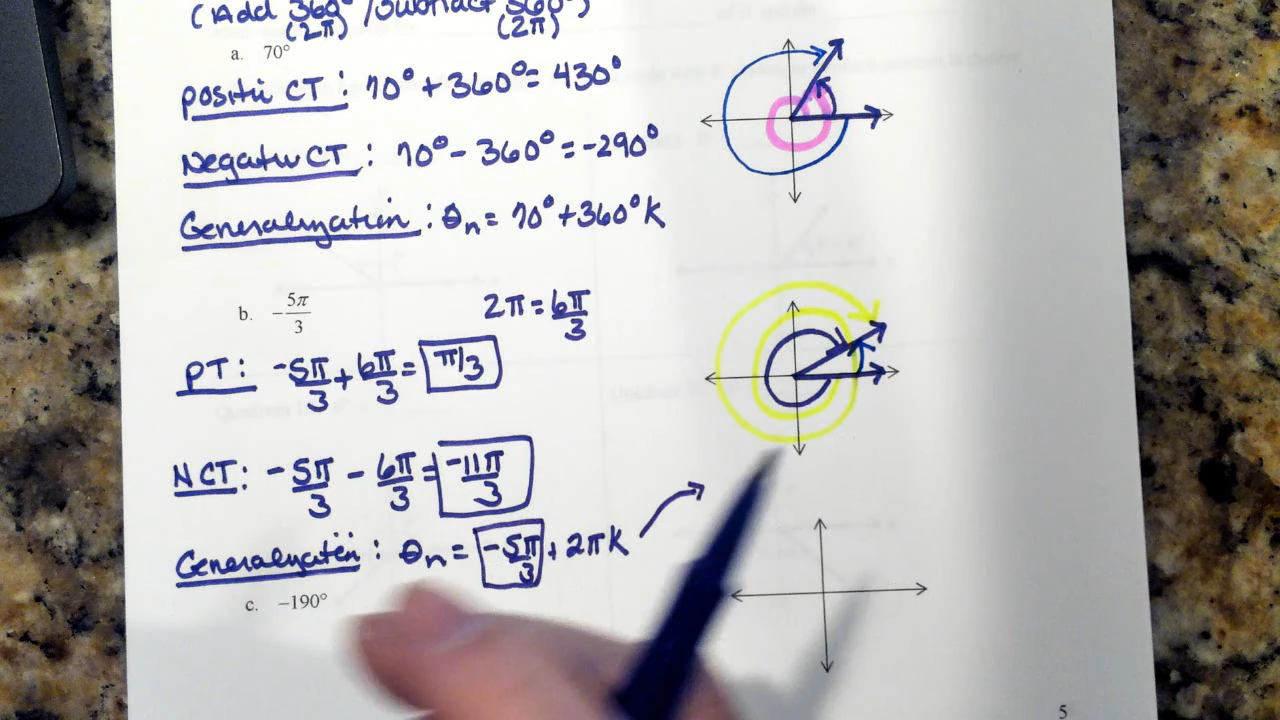 (Add 360° /Subtract 360°)
(2π) (2π)
a. 70°
positiv CT : 70° + 360° = 430°
Negativ CT : 70° - 360° = -290°
Generalization : θn = 70° + 360° K
b. -5π/3
2π = 6π/3
PT: -5π/3 + 6π/3 = π/3
NCT: -5π/3 - 6π/3 = -11π/3
Generalization : θn = -5π/3 + 2πK
c. -190°
5